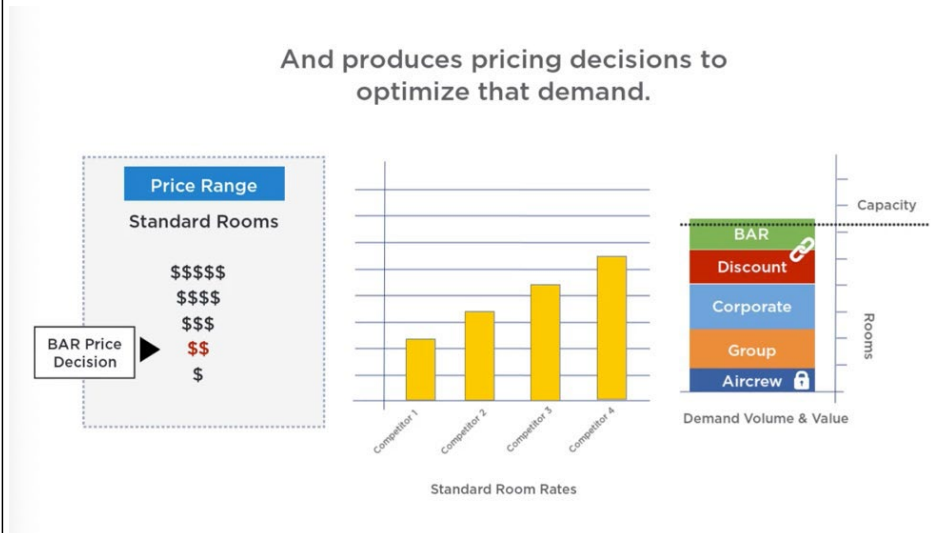 And produces pricing decisions to
optimize that demand.
Price Range
Standard Rooms
$$$$$
$$$$
$$$
BAR Price
Decision
$$
$
Competitor 1
Competitor 2
Competitor 3
Competitor 4
Standard Room Rates
Capacity
BAR
Discount
Corporate
Group
Aircrew
Rooms
Demand Volume & Value